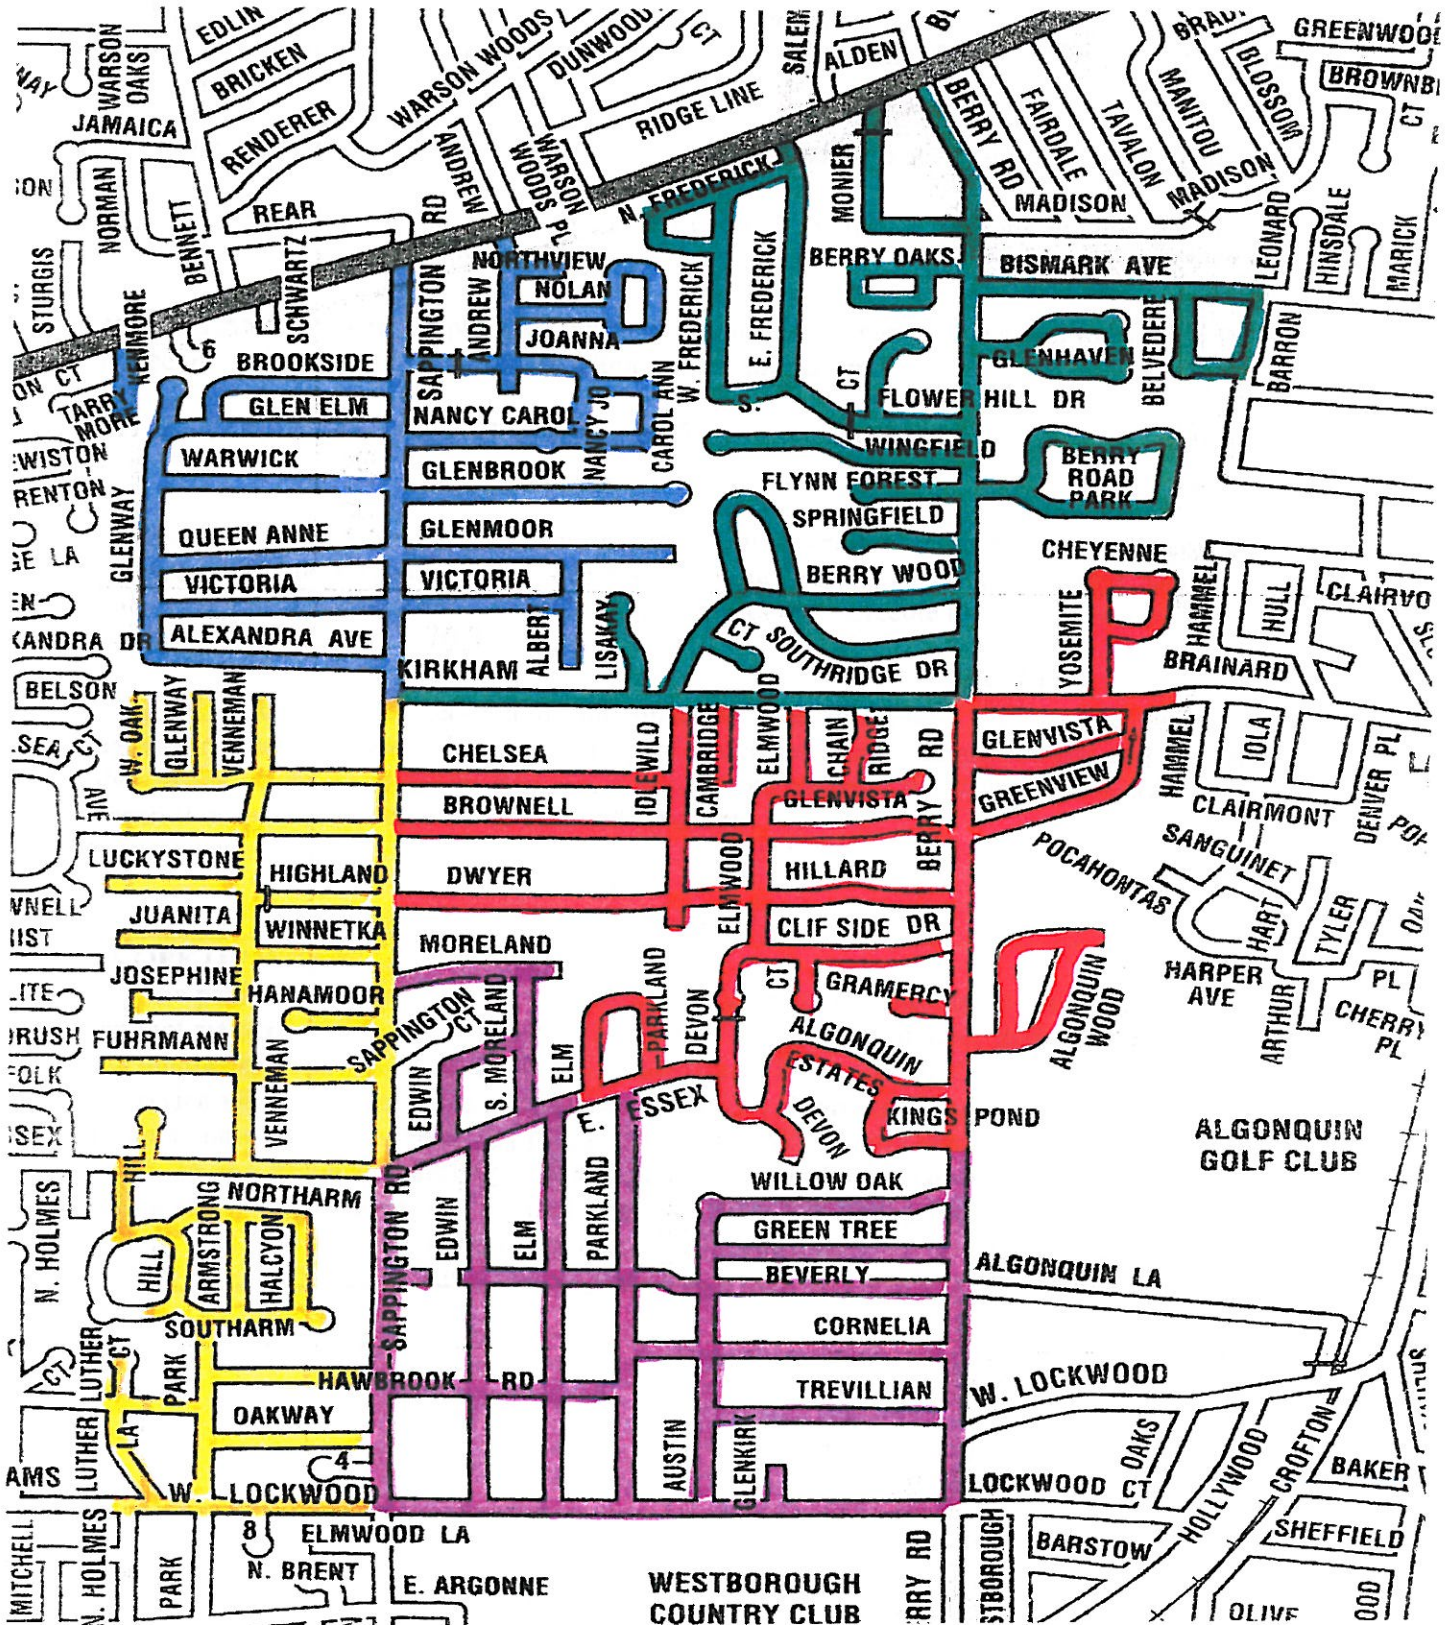 EDLIN
WARSON
OAKS
BRICKEN
WARSON WOODS
DUNWOOD
CT
SALEM
ALDEN
GREENWOOD
BLOSSOM
BROWNB
CT
JAMAICA
RENDERER
RIDGE LINE
ANDREW
WARSON
WOODS PL
BERRY RD
FAIRDALE
TAVALON
MANITOU
MADISON
MADISON
NORMAN
BENNETT
REAR
SCHWARTZ
SAPPINGTON RD
N. FREDERICK
MONIER
LEONARD
HINSDALE
MARICK
STURGIS
KENMORE
NORTHVIEW
NOLAN
ANDREW
JOANNA
W. FREDERICK
E. FREDERICK
BERRY OAKS
BISMARK AVE
BELVEDERE
BARRON
6
BROOKSIDE
GLENHAVEN
TARRY
MORE
GLEN ELM
NANCY CAROL
NANCY JO
CAROL ANN
S.
CT
FLOWER HILL DR
WARWICK
GLENBROOK
WINGFIELD
BERRY
ROAD
PARK
RENTON
FLYNN FOREST
SPRINGFIELD
GLENWAY
QUEEN ANNE
GLENMOOR
CHEYENNE
VICTORIA
VICTORIA
BERRY WOOD
YOSEMITE
HAMMEL
HULL
CLAIRVO
ALEXANDRA AVE
ALBERT
LISAKAY
CT
SOUTHRIDGE DR
BRAINARD
XANDRA DR
KIRKHAM
BELSON
W. OAK
GLENWAY
VENNEMAN
CHELSEA
IDLEWILD
CAMBRIDGE
ELMWOOD
CHAIN
RIDGE
BERRY RD
GLENVISTA
HAMMEL
IOLA
DENVER PL
CT
AVE
BROWNELL
GLENVISTA
GREENVIEW
CLAIRMONT
SANGUINET
POCAHONTAS
LUCKYSTONE
HIGHLAND
DWYER
ELMWOOD
HILLARD
JUANITA
WINNETKA
MORELAND
CLIF SIDE DR
HART
TYLER
JOSEPHINE
HANAMOOR
SAPPINGTON
CT
S. MORELAND
PARKLAND
DEVON
CT
GRAMERCY
ALGONQUIN
WOOD
HARPER
AVE
ARTHUR
PL
CHERRY
PL
FUHRMANN
VENNEMAN
EDWIN
ELM
E. ESSEX
ALGONQUIN
ESTATES
DEVON
KINGS POND
ALGONQUIN
GOLF CLUB
HILL
NORTHARM
SAPPINGTON RD
EDWIN
ELM
PARKLAND
WILLOW OAK
GREEN TREE
N. HOLMES
HILL
ARMSTRONG
HALCYON
BEVERLY
ALGONQUIN LA
SOUTHARM
CORNELIA
LUTHER
CT
PARK
CT
HAWBROOK RD
TREVILLIAN
W. LOCKWOOD
OAKWAY
AUSTIN
GLENKIRK
OAKS
HOLLYWOOD
CROFTON
BAKER
LUTHER
LA
4
W. LOCKWOOD
LOCKWOOD CT
8
ELMWOOD LA
BARSTOW
SHEFFIELD
MITCHELL
N. HOLMES
PARK
N. BRENT
E. ARGONNE
WESTBOROUGH
COUNTRY CLUB
OLIVE